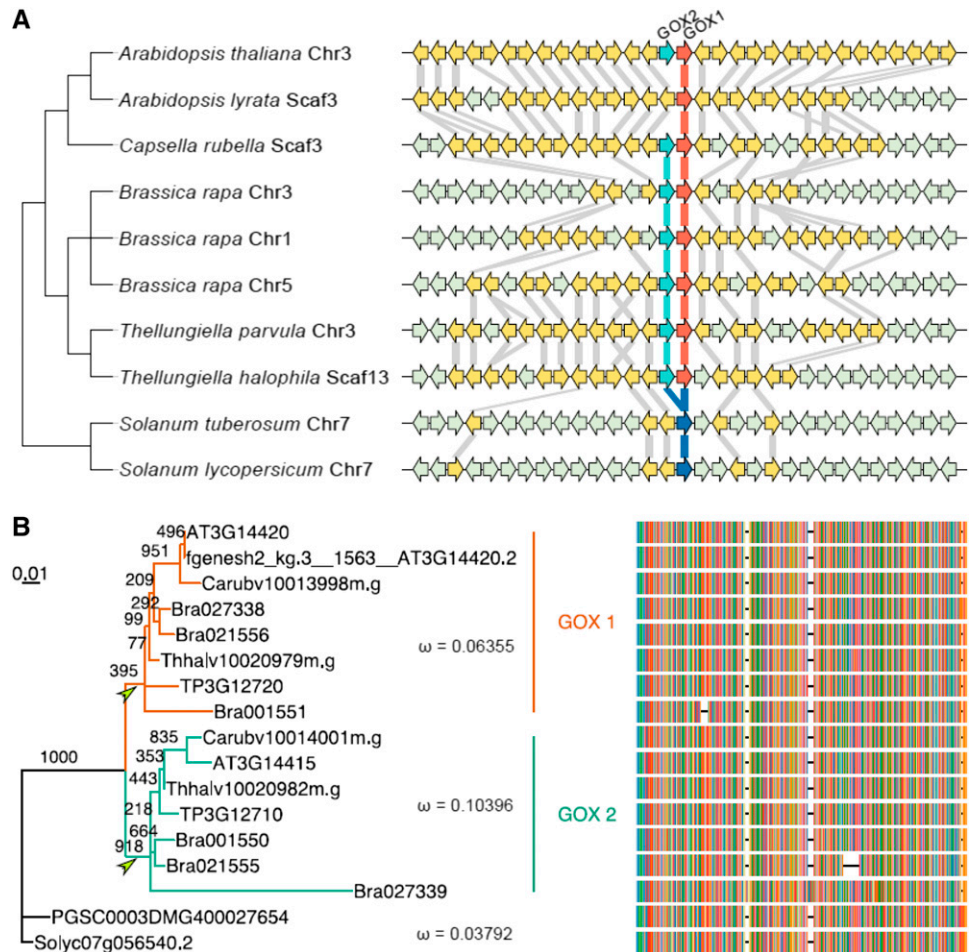 A
GOX2
GOX1
Arabidopsis thaliana Chr3
Arabidopsis lyrata Scaf3
Capsella rubella Scaf3
Brassica rapa Chr3
Brassica rapa Chr1
Brassica rapa Chr5
Thellungiella parvula Chr3
Thellungiella halophila Scaf13
Solanum tuberosum Chr7
Solanum lycopersicum Chr7
B
0.01
496 AT3G14420
951 fgenesh2_kg.3__1563__AT3G14420.2
209 Carubv10013998m.g
292 Bra027338
99 Bra021556
77 Thhalv10020979m.g
395 TP3G12720
Bra001551
GOX 1
ω = 0.06355
1000
835 Carubv10014001m.g
353 AT3G14415
443 Thhalv10020982m.g
218 TP3G12710
664 Bra001550
918 Bra021555
Bra027339
GOX 2
ω = 0.10396
PGSC0003DMG400027654
Solyc07g056540.2
ω = 0.03792